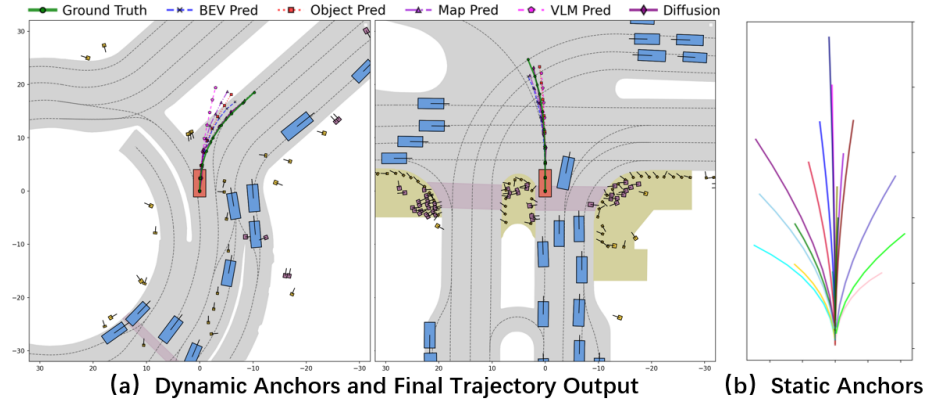 Ground Truth BEV Pred Object Pred Map Pred VLM Pred Diffusion
30
20
10
0
−10
−20
−30
30 20 10 0 −10 −20 −30
30 20 10 0 −10 −20 −30
(a) Dynamic Anchors and Final Trajectory Output (b) Static Anchors